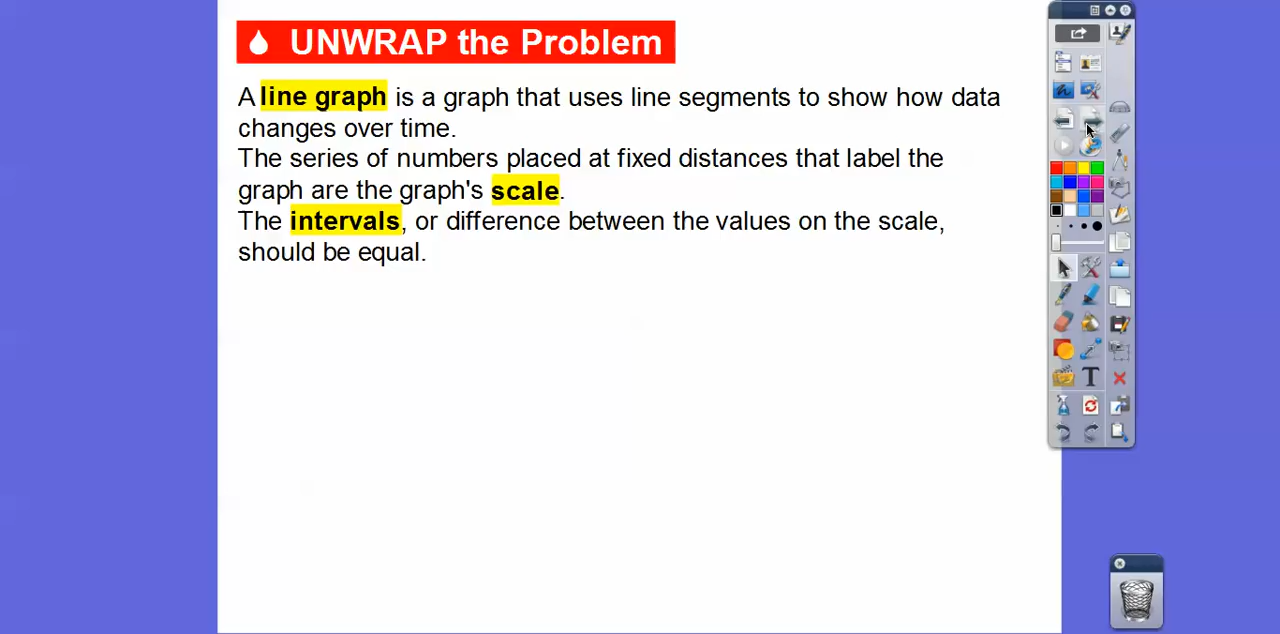 UNWRAP the Problem
A line graph is a graph that uses line segments to show how data
changes over time.
The series of numbers placed at fixed distances that label the
graph are the graph's scale.
The intervals, or difference between the values on the scale,
should be equal.